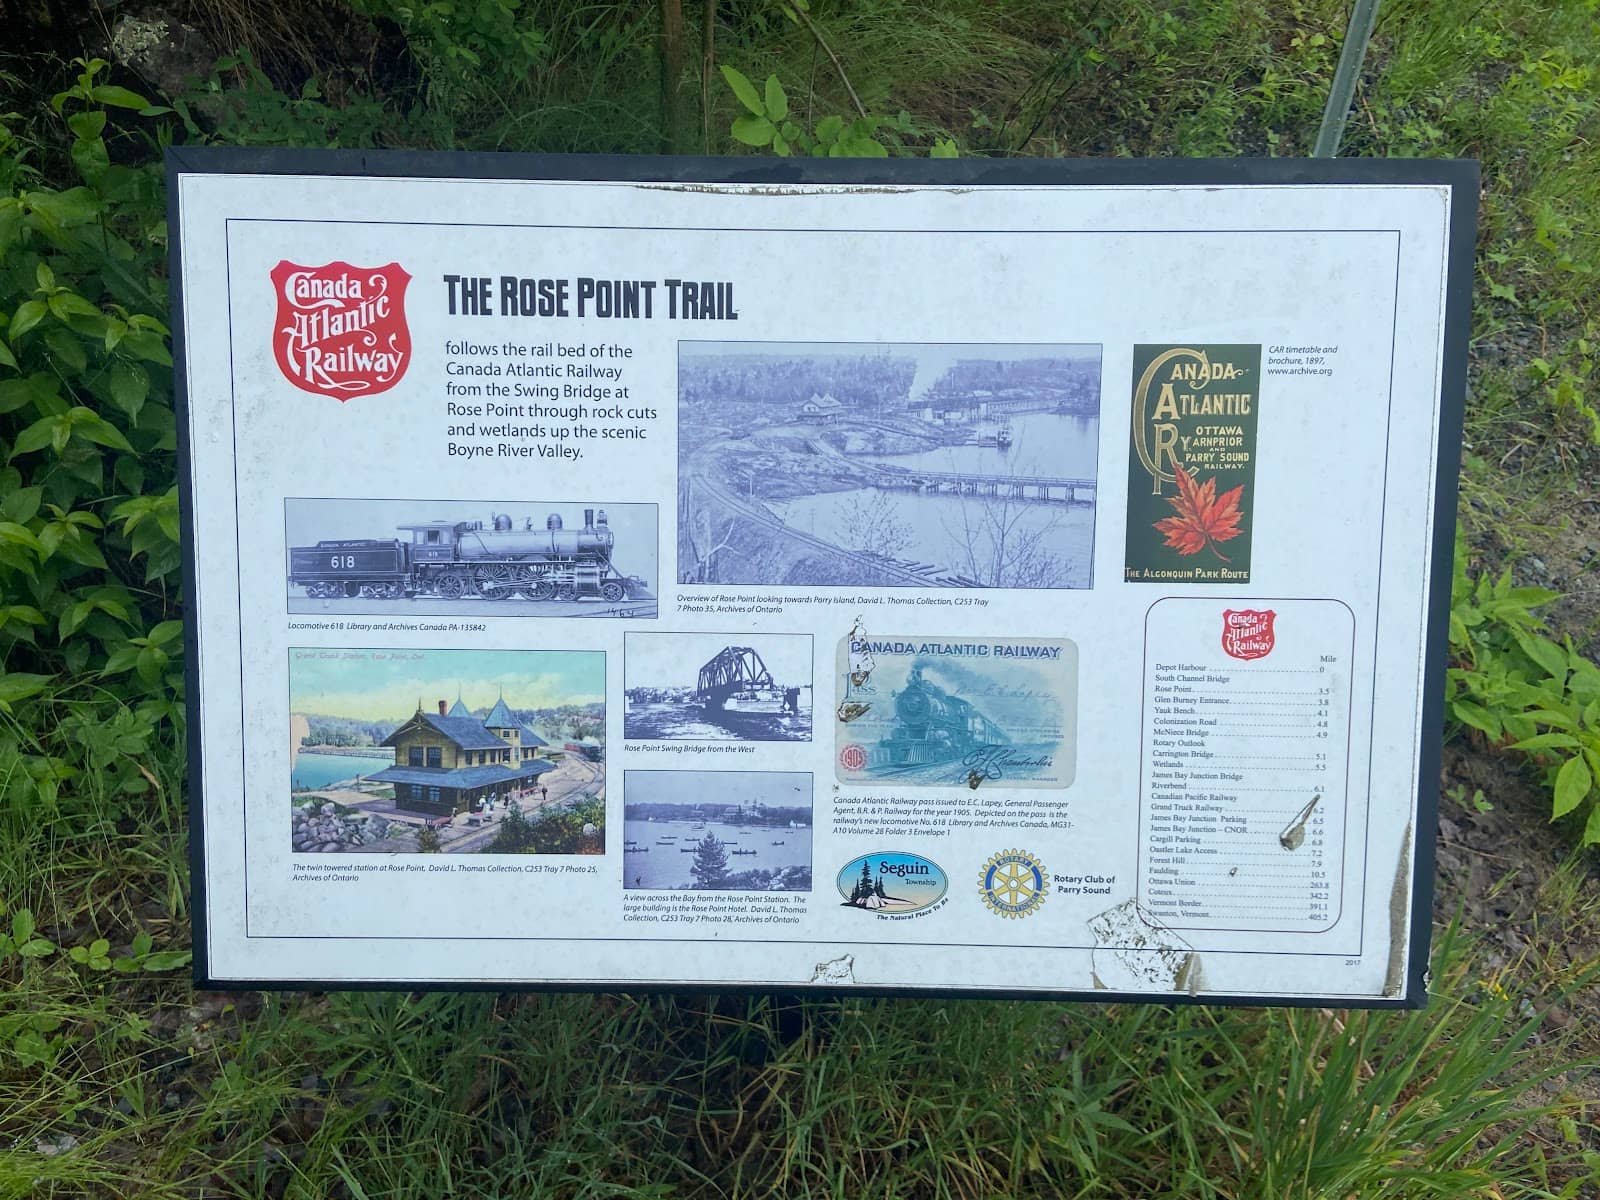 Canada
Atlantic
Railway
THE ROSE POINT TRAIL
follows the rail bed of the
Canada Atlantic Railway
from the Swing Bridge at
Rose Point through rock cuts
and wetlands up the scenic
Boyne River Valley.
CANADA ATLANTIC
618
618
1464
Locomotive 618 Library and Archives Canada PA-135842
Overview of Rose Point looking towards Parry Island, David L. Thomas Collection, C253 Tray
7 Photo 35, Archives of Ontario
CANADA
ATLANTIC
RY
OTTAWA
ARNPRIOR
AND
PARRY SOUND
RAILWAY.
THE ALGONQUIN PARK ROUTE
CAR timetable and
brochure, 1897,
www.archive.org
Grand Trunk Station, Rose Point, Ont.
The twin towered station at Rose Point, David L. Thomas Collection, C253 Tray 7 Photo 25,
Archives of Ontario
Rose Point Swing Bridge from the West
A view across the Bay from the Rose Point Station. The
large building is the Rose Point Hotel. David L. Thomas
Collection, C253 Tray 7 Photo 28, Archives of Ontario
CANADA ATLANTIC RAILWAY
Pass
1905
GENERAL MANAGER
Canada Atlantic Railway pass issued to E.C. Lapey, General Passenger
Agent, B.R. & P. Railway for the year 1905. Depicted on the pass is the
railway's new locomotive No. 618 Library and Archives Canada, MG31-
A10 Volume 28 Folder 3 Envelope 1
Seguin
Township
The Natural Place To Be
ROTARY
INTERNATIONAL
Rotary Club of
Parry Sound
Canada
Atlantic
Railway
Mile
Depot Harbour 0
South Channel Bridge
Rose Point 3.5
Glen Burney Entrance 3.8
Yauk Bench 4.1
Colonization Road 4.8
McNiece Bridge 4.9
Rotary Outlook
Carrington Bridge 5.1
Wetlands 5.5
James Bay Junction Bridge
Riverbend 6.1
Canadian Pacific Railway
Grand Truck Railway 6.2
James Bay Junction Parking 6.5
James Bay Junction – CNOR 6.6
Cargill Parking 6.8
Oastler Lake Access 7.2
Forest Hill 7.9
Faulding 10.5
Ottawa Union 263.8
Coteau 342.2
Vermont Border 391.1
Swanton, Vermont 405.2
2017